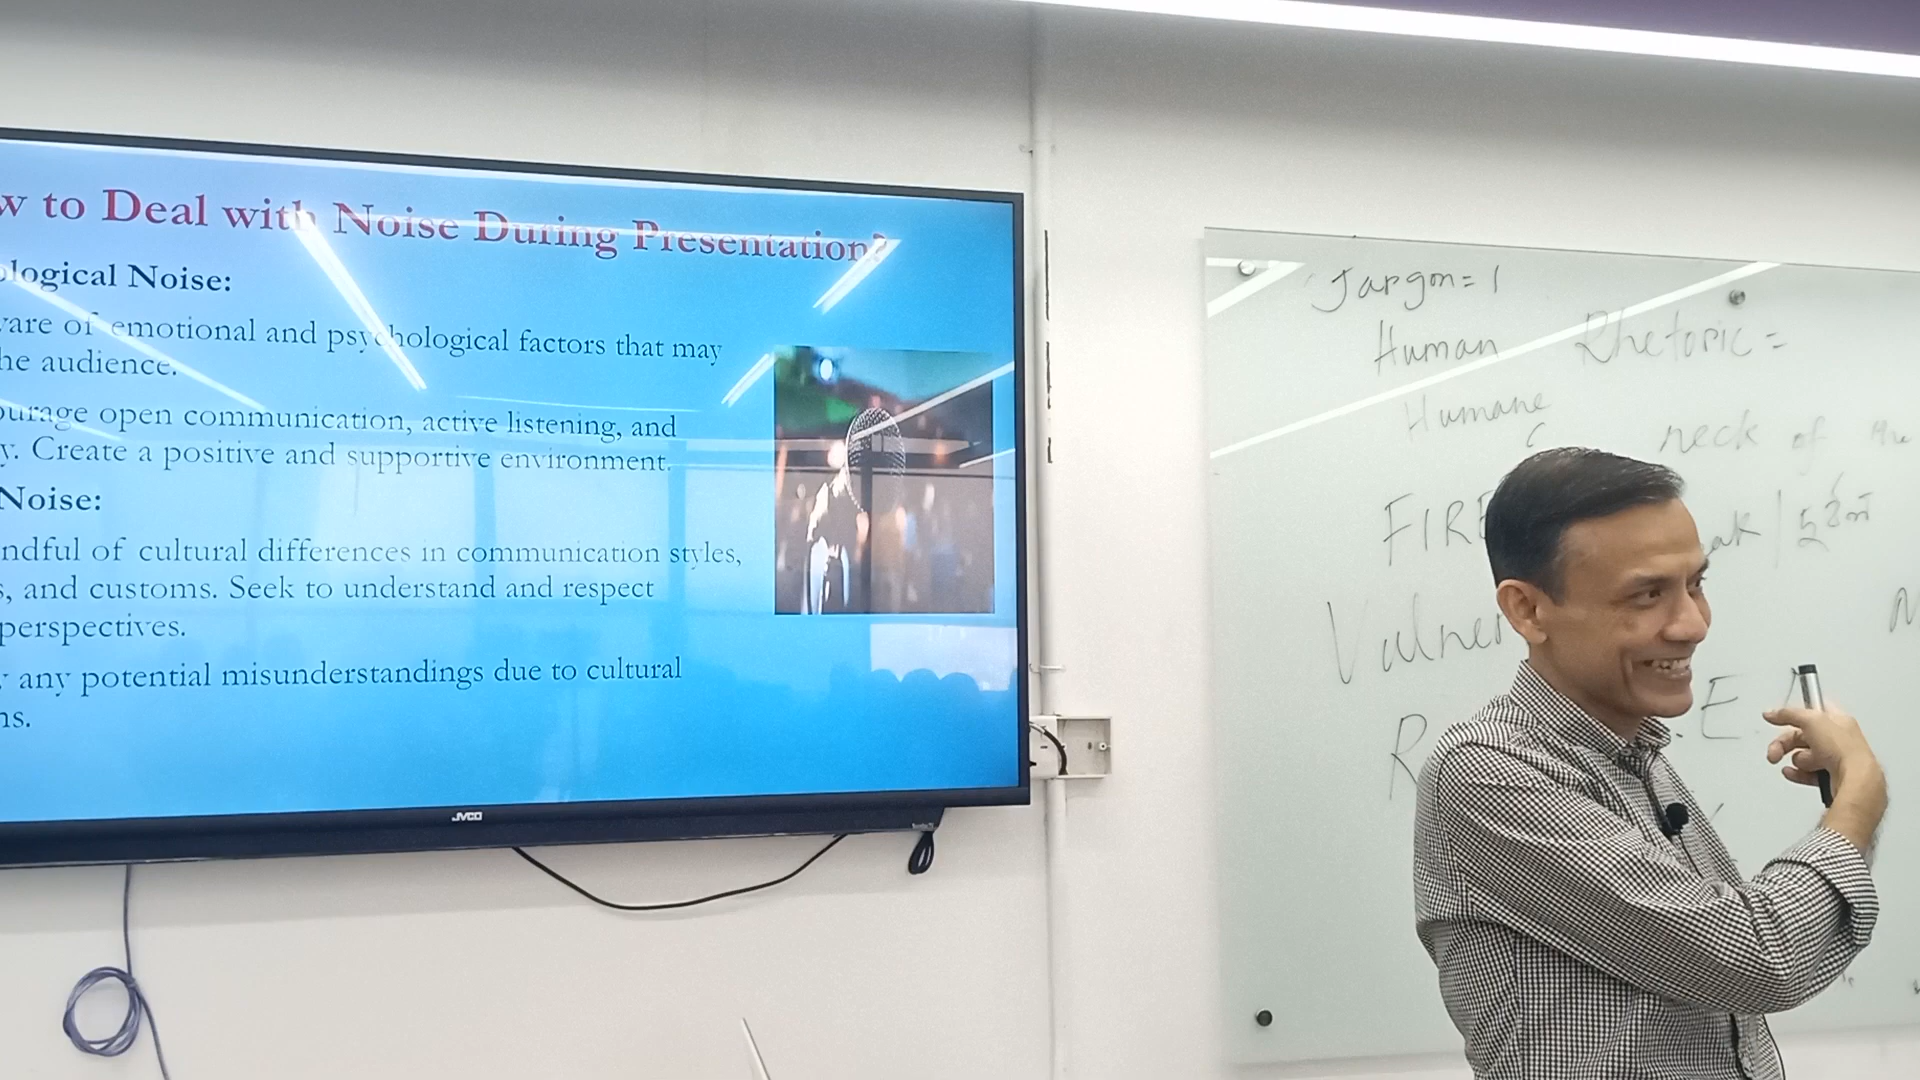 w to Deal with Noise During Presentation?
ological Noise:
ware of emotional and psychological factors that may
he audience.
ourage open communication, active listening, and
y. Create a positive and supportive environment.
Noise:
ndful of cultural differences in communication styles,
s, and customs. Seek to understand and respect
perspectives.
any potential misunderstandings due to cultural
ns.
JVCO
Jargon = 1
Human Rhetoric =
Humane
neck of the
FIRE
Vulner
R .E.